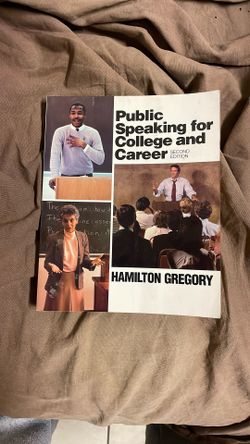 Public
Speaking for
College and
Career SECOND
EDITION
HAMILTON GREGORY